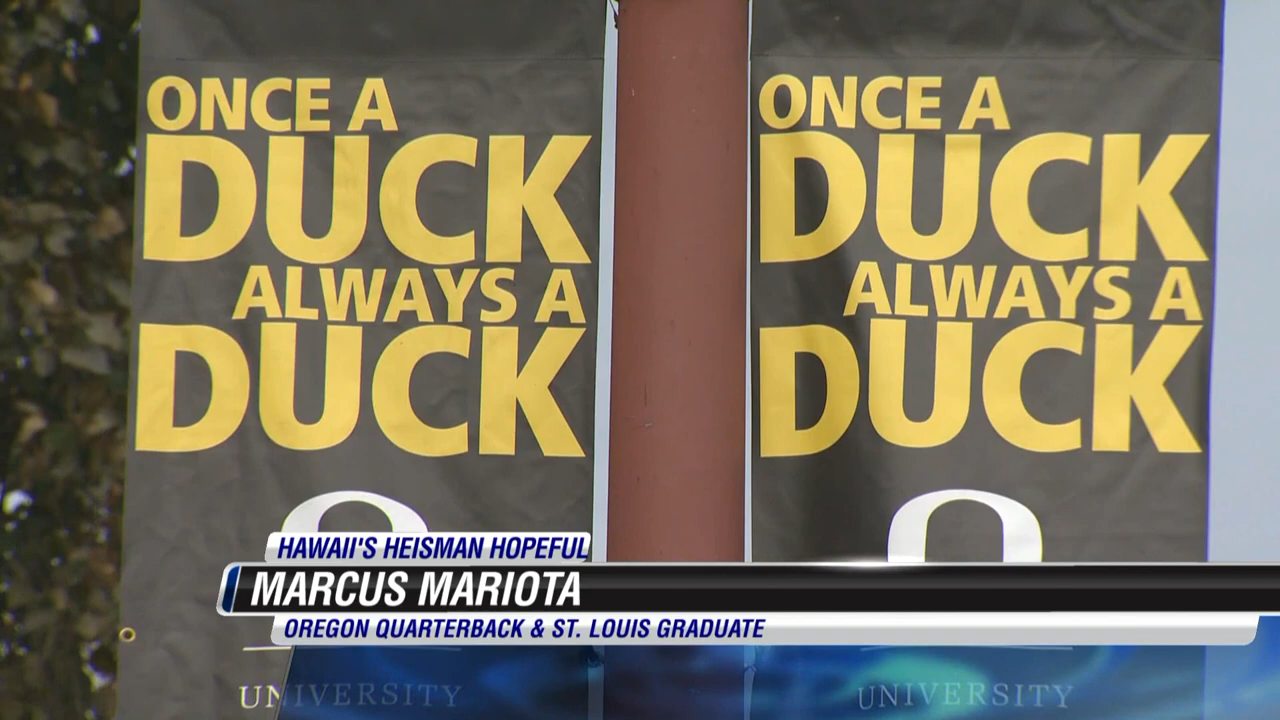 ONCE A
DUCK
ALWAYS A
DUCK
ONCE A
DUCK
ALWAYS A
DUCK
HAWAII'S HEISMAN HOPEFUL
MARCUS MARIOTA
OREGON QUARTERBACK & ST. LOUIS GRADUATE
UNIVERSITY
UNIVERSITY